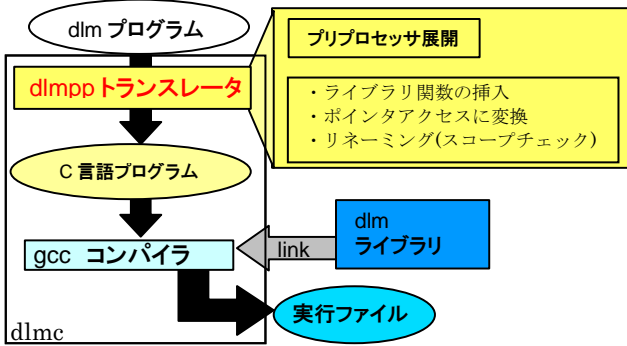 dlm プログラム
dlmpp トランスレータ
プリプロセッサ展開
・ライブラリ関数の挿入
・ポインタアクセスに変換
・リネーミング(スコープチェック)
C 言語プログラム
gcc コンパイラ
link
dlm
ライブラリ
実行ファイル
dlmc